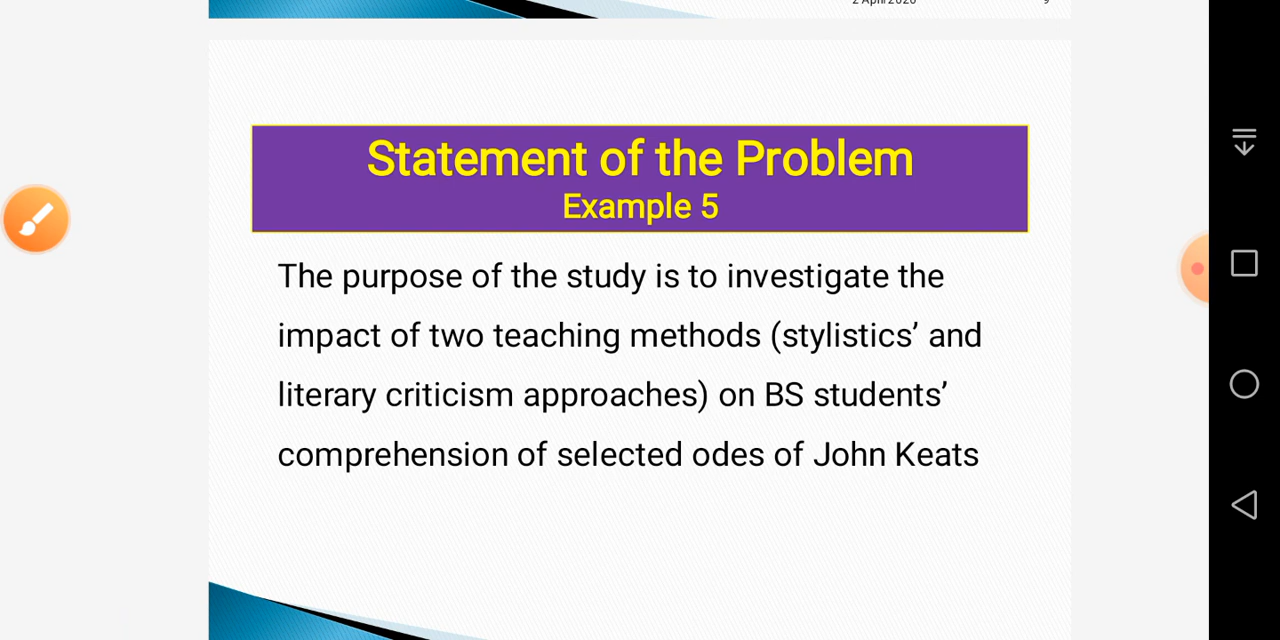 Statement of the Problem
Example 5
The purpose of the study is to investigate the
impact of two teaching methods (stylistics’ and
literary criticism approaches) on BS students’
comprehension of selected odes of John Keats